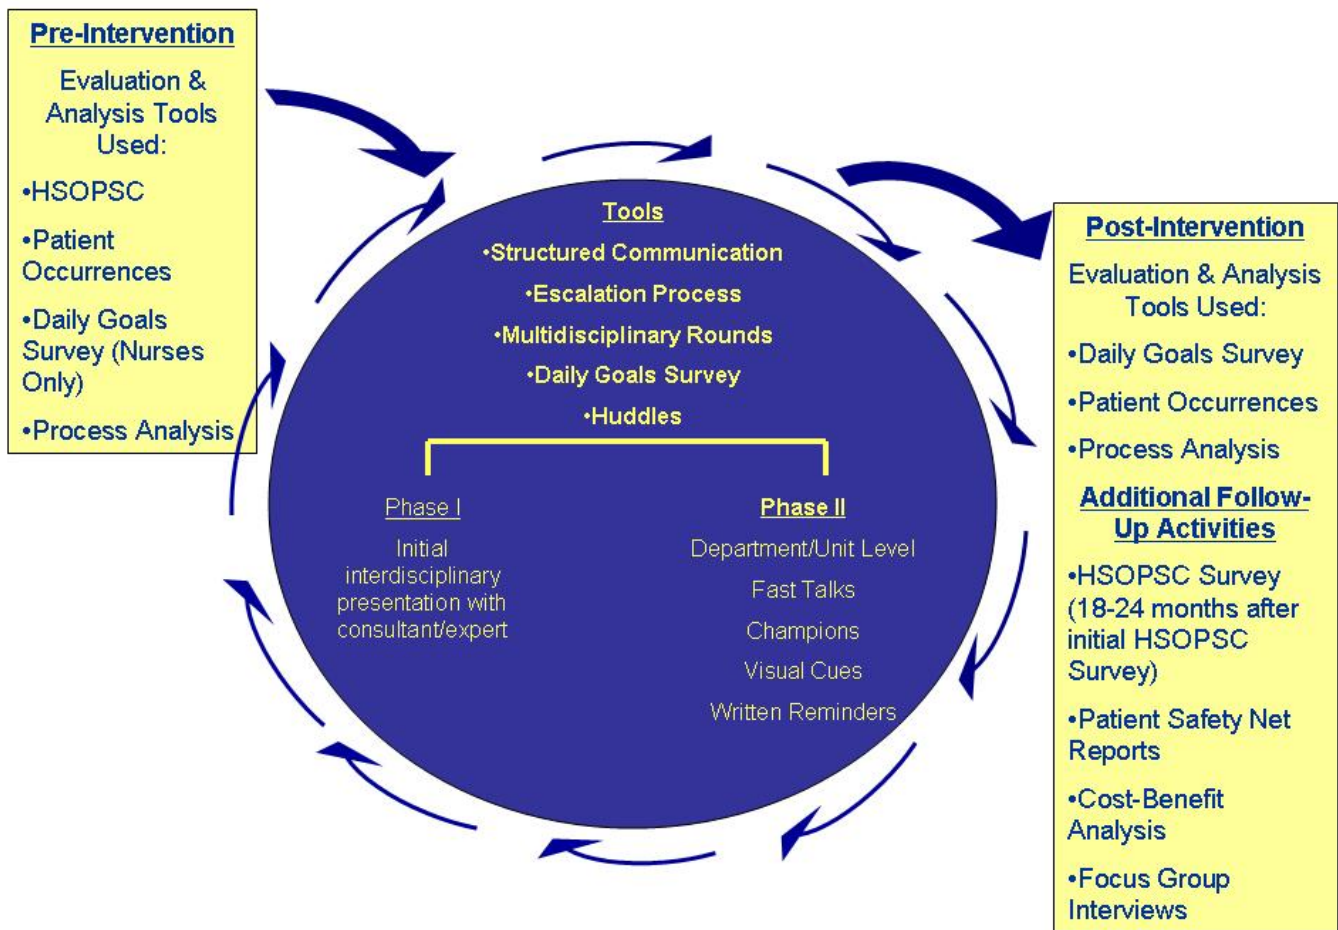 Pre-Intervention
Evaluation &
Analysis Tools
Used:
•HSOPSC
•Patient
Occurrences
•Daily Goals
Survey (Nurses
Only)
•Process Analysis
Tools
•Structured Communication
•Escalation Process
•Multidisciplinary Rounds
•Daily Goals Survey
•Huddles
Phase I
Initial
interdisciplinary
presentation with
consultant/expert
Phase II
Department/Unit Level
Fast Talks
Champions
Visual Cues
Written Reminders
Post-Intervention
Evaluation & Analysis
Tools Used:
•Daily Goals Survey
•Patient Occurrences
•Process Analysis
Additional Follow-
Up Activities
•HSOPSC Survey
(18-24 months after
initial HSOPSC
Survey)
•Patient Safety Net
Reports
•Cost-Benefit
Analysis
•Focus Group
Interviews